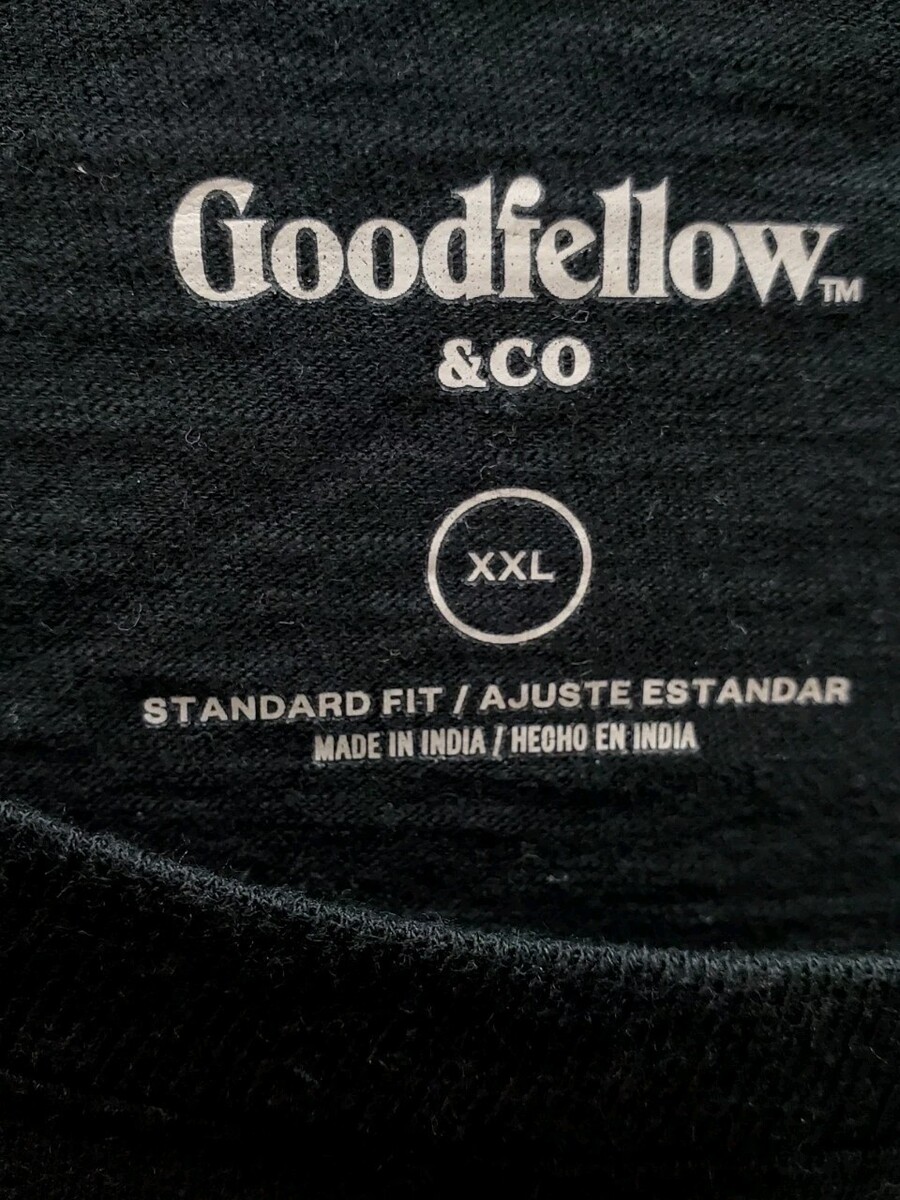 Goodfellow™
&CO
XXL
STANDARD FIT / AJUSTE ESTANDAR
MADE IN INDIA / HECHO EN INDIA